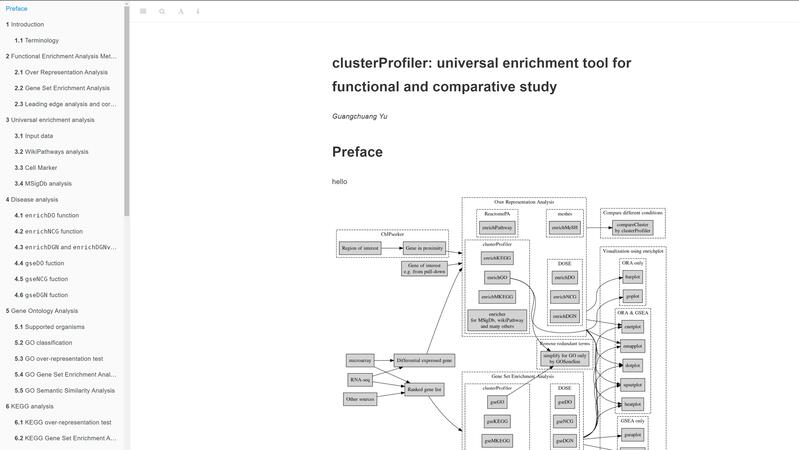 Preface
1 Introduction
1.1 Terminology
2 Functional Enrichment Analysis Met...
2.1 Over Representation Analysis
2.2 Gene Set Enrichment Analysis
2.3 Leading edge analysis and cor...
3 Universal enrichment analysis
3.1 Input data
3.2 WikiPathways analysis
3.3 Cell Marker
3.4 MSigDb analysis
4 Disease analysis
4.1 enrichDO function
4.2 enrichNCG function
4.3 enrichDGN and enrichDGNv...
4.4 gseDO fuction
4.5 gseNCG fuction
4.6 gseDGN fuction
5 Gene Ontology Analysis
5.1 Supported organisms
5.2 GO classification
5.3 GO over-representation test
5.4 GO Gene Set Enrichment Anal...
5.5 GO Semantic Similarity Analysis
6 KEGG analysis
6.1 KEGG over-representation test
6.2 KEGG Gene Set Enrichment A...
A
clusterProfiler: universal enrichment tool for
functional and comparative study
Guangchuang Yu
Preface
hello
Over Representation Analysis
ReactomePA
enrichPathway
meshes
enrichMeSH
Compare different conditions
compareCluster
by clusterProfiler
ChIPseeker
Region of interest
Gene in proximity
Gene of interest
e.g. from pull-down
clusterProfiler
enrichKEGG
enrichGO
enrichMKEGG
enricher
for MSigDb, wikiPathway
and many others
DOSE
enrichDO
enrichNCG
enrichDGN
Visualization using enrichplot
ORA only
barplot
goplot
ORA & GSEA
cnetplot
emapplot
dotplot
upsetplot
heatplot
GSEA only
gseaplot
Remove redundant terms
simplify for GO only
by GOSemSim
microarray
RNA-seq
Other sources
Differential expressed gene
Ranked gene list
Gene Set Enrichment Analysis
clusterProfiler
gseGO
gseKEGG
gseMKEGG
DOSE
gseDO
gseNCG
gseDGN